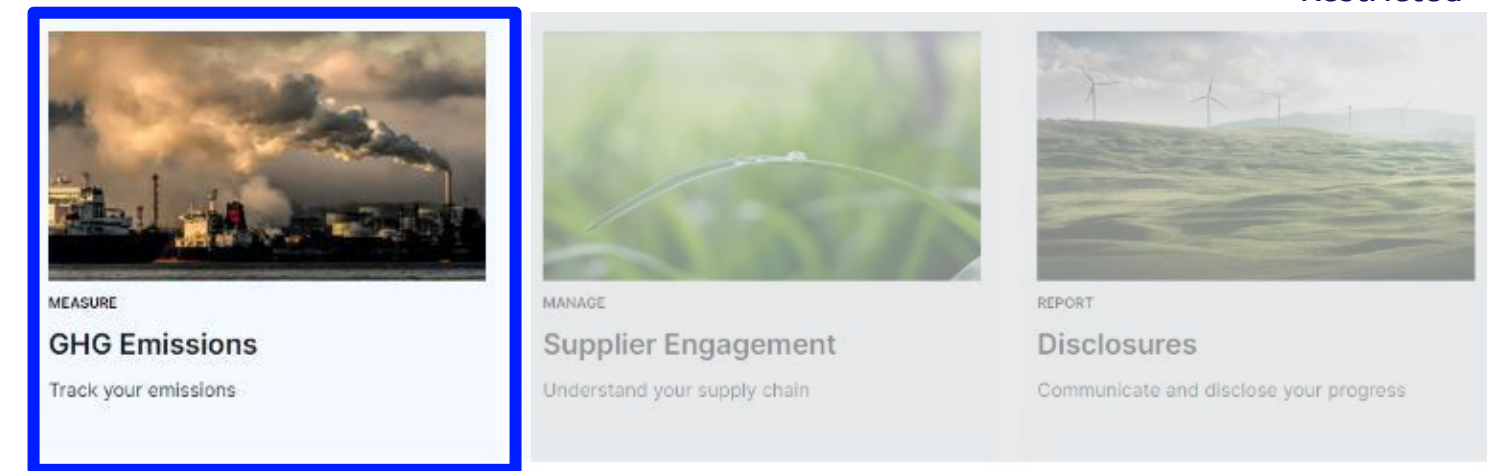 MEASURE
GHG Emissions
Track your emissions
MANAGE
Supplier Engagement
Understand your supply chain
REPORT
Disclosures
Communicate and disclose your progress